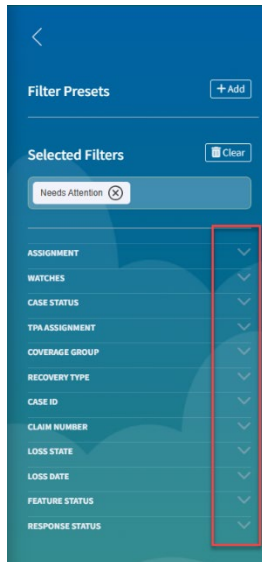 Filter Presets
+ Add
Selected Filters
Clear
Needs Attention
ASSIGNMENT
WATCHES
CASE STATUS
TPA ASSIGNMENT
COVERAGE GROUP
RECOVERY TYPE
CASE ID
CLAIM NUMBER
LOSS STATE
LOSS DATE
FEATURE STATUS
RESPONSE STATUS